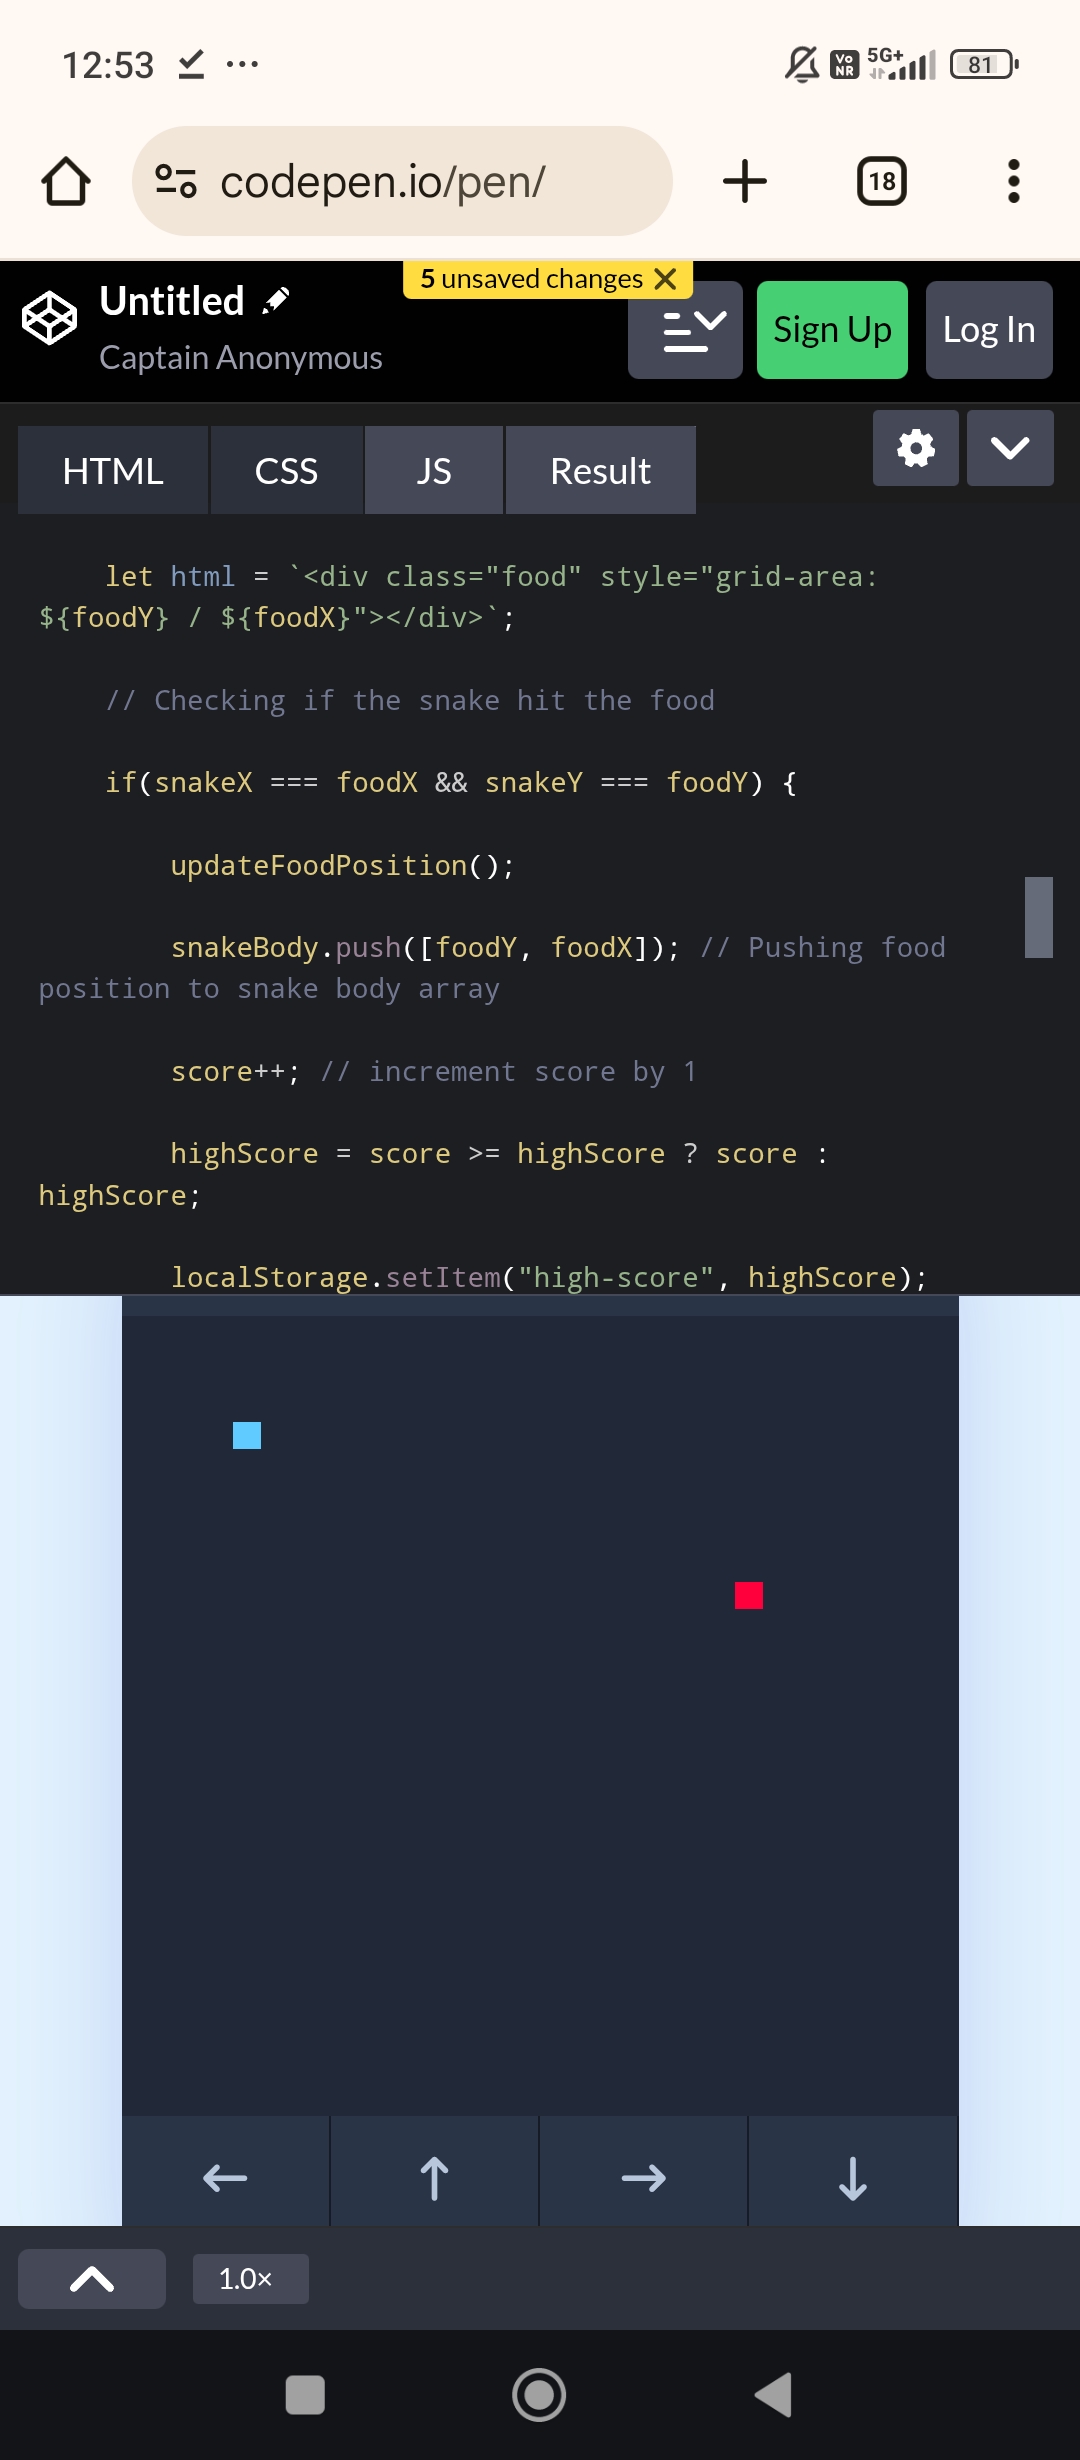 12:53
Vo NR 5G+ 81
codepen.io/pen/
18
5 unsaved changes
Untitled
Captain Anonymous
Sign Up
Log In
HTML CSS JS Result
let html = `<div class="food" style="grid-area:
${foodY} / ${foodX}"></div>`;
// Checking if the snake hit the food
if(snakeX === foodX && snakeY === foodY) {
updateFoodPosition();
snakeBody.push([foodY, foodX]); // Pushing food
position to snake body array
score++; // increment score by 1
highScore = score >= highScore ? score :
highScore;
localStorage.setItem("high-score", highScore);
1.0×